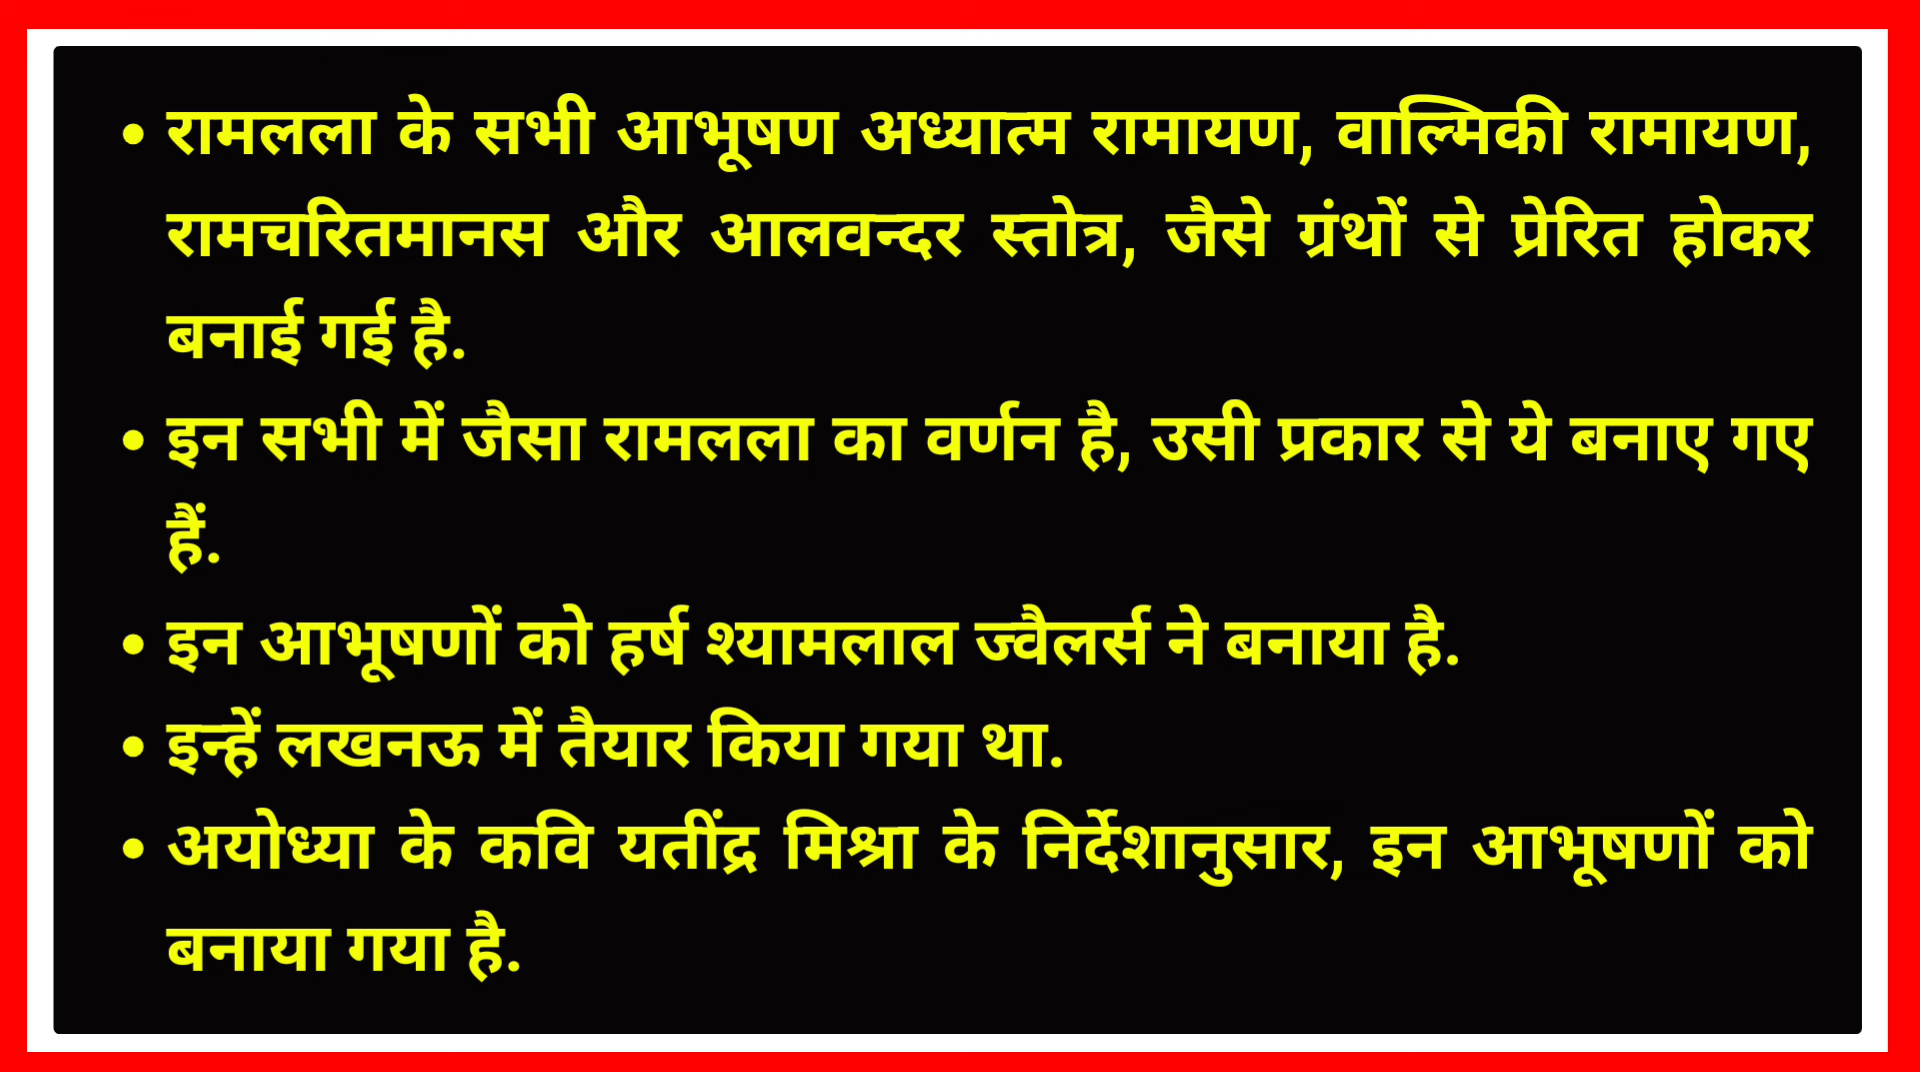 • रामलला के सभी आभूषण अध्यात्म रामायण, वाल्मिकी रामायण,
रामचरितमानस और आलवन्दर स्तोत्र, जैसे ग्रंथों से प्रेरित होकर
बनाई गई है.
• इन सभी में जैसा रामलला का वर्णन है, उसी प्रकार से ये बनाए गए
हैं.
• इन आभूषणों को हर्ष श्यामलाल ज्वैलर्स ने बनाया है.
• इन्हें लखनऊ में तैयार किया गया था.
• अयोध्या के कवि यतींद्र मिश्रा के निर्देशानुसार, इन आभूषणों को
बनाया गया है.